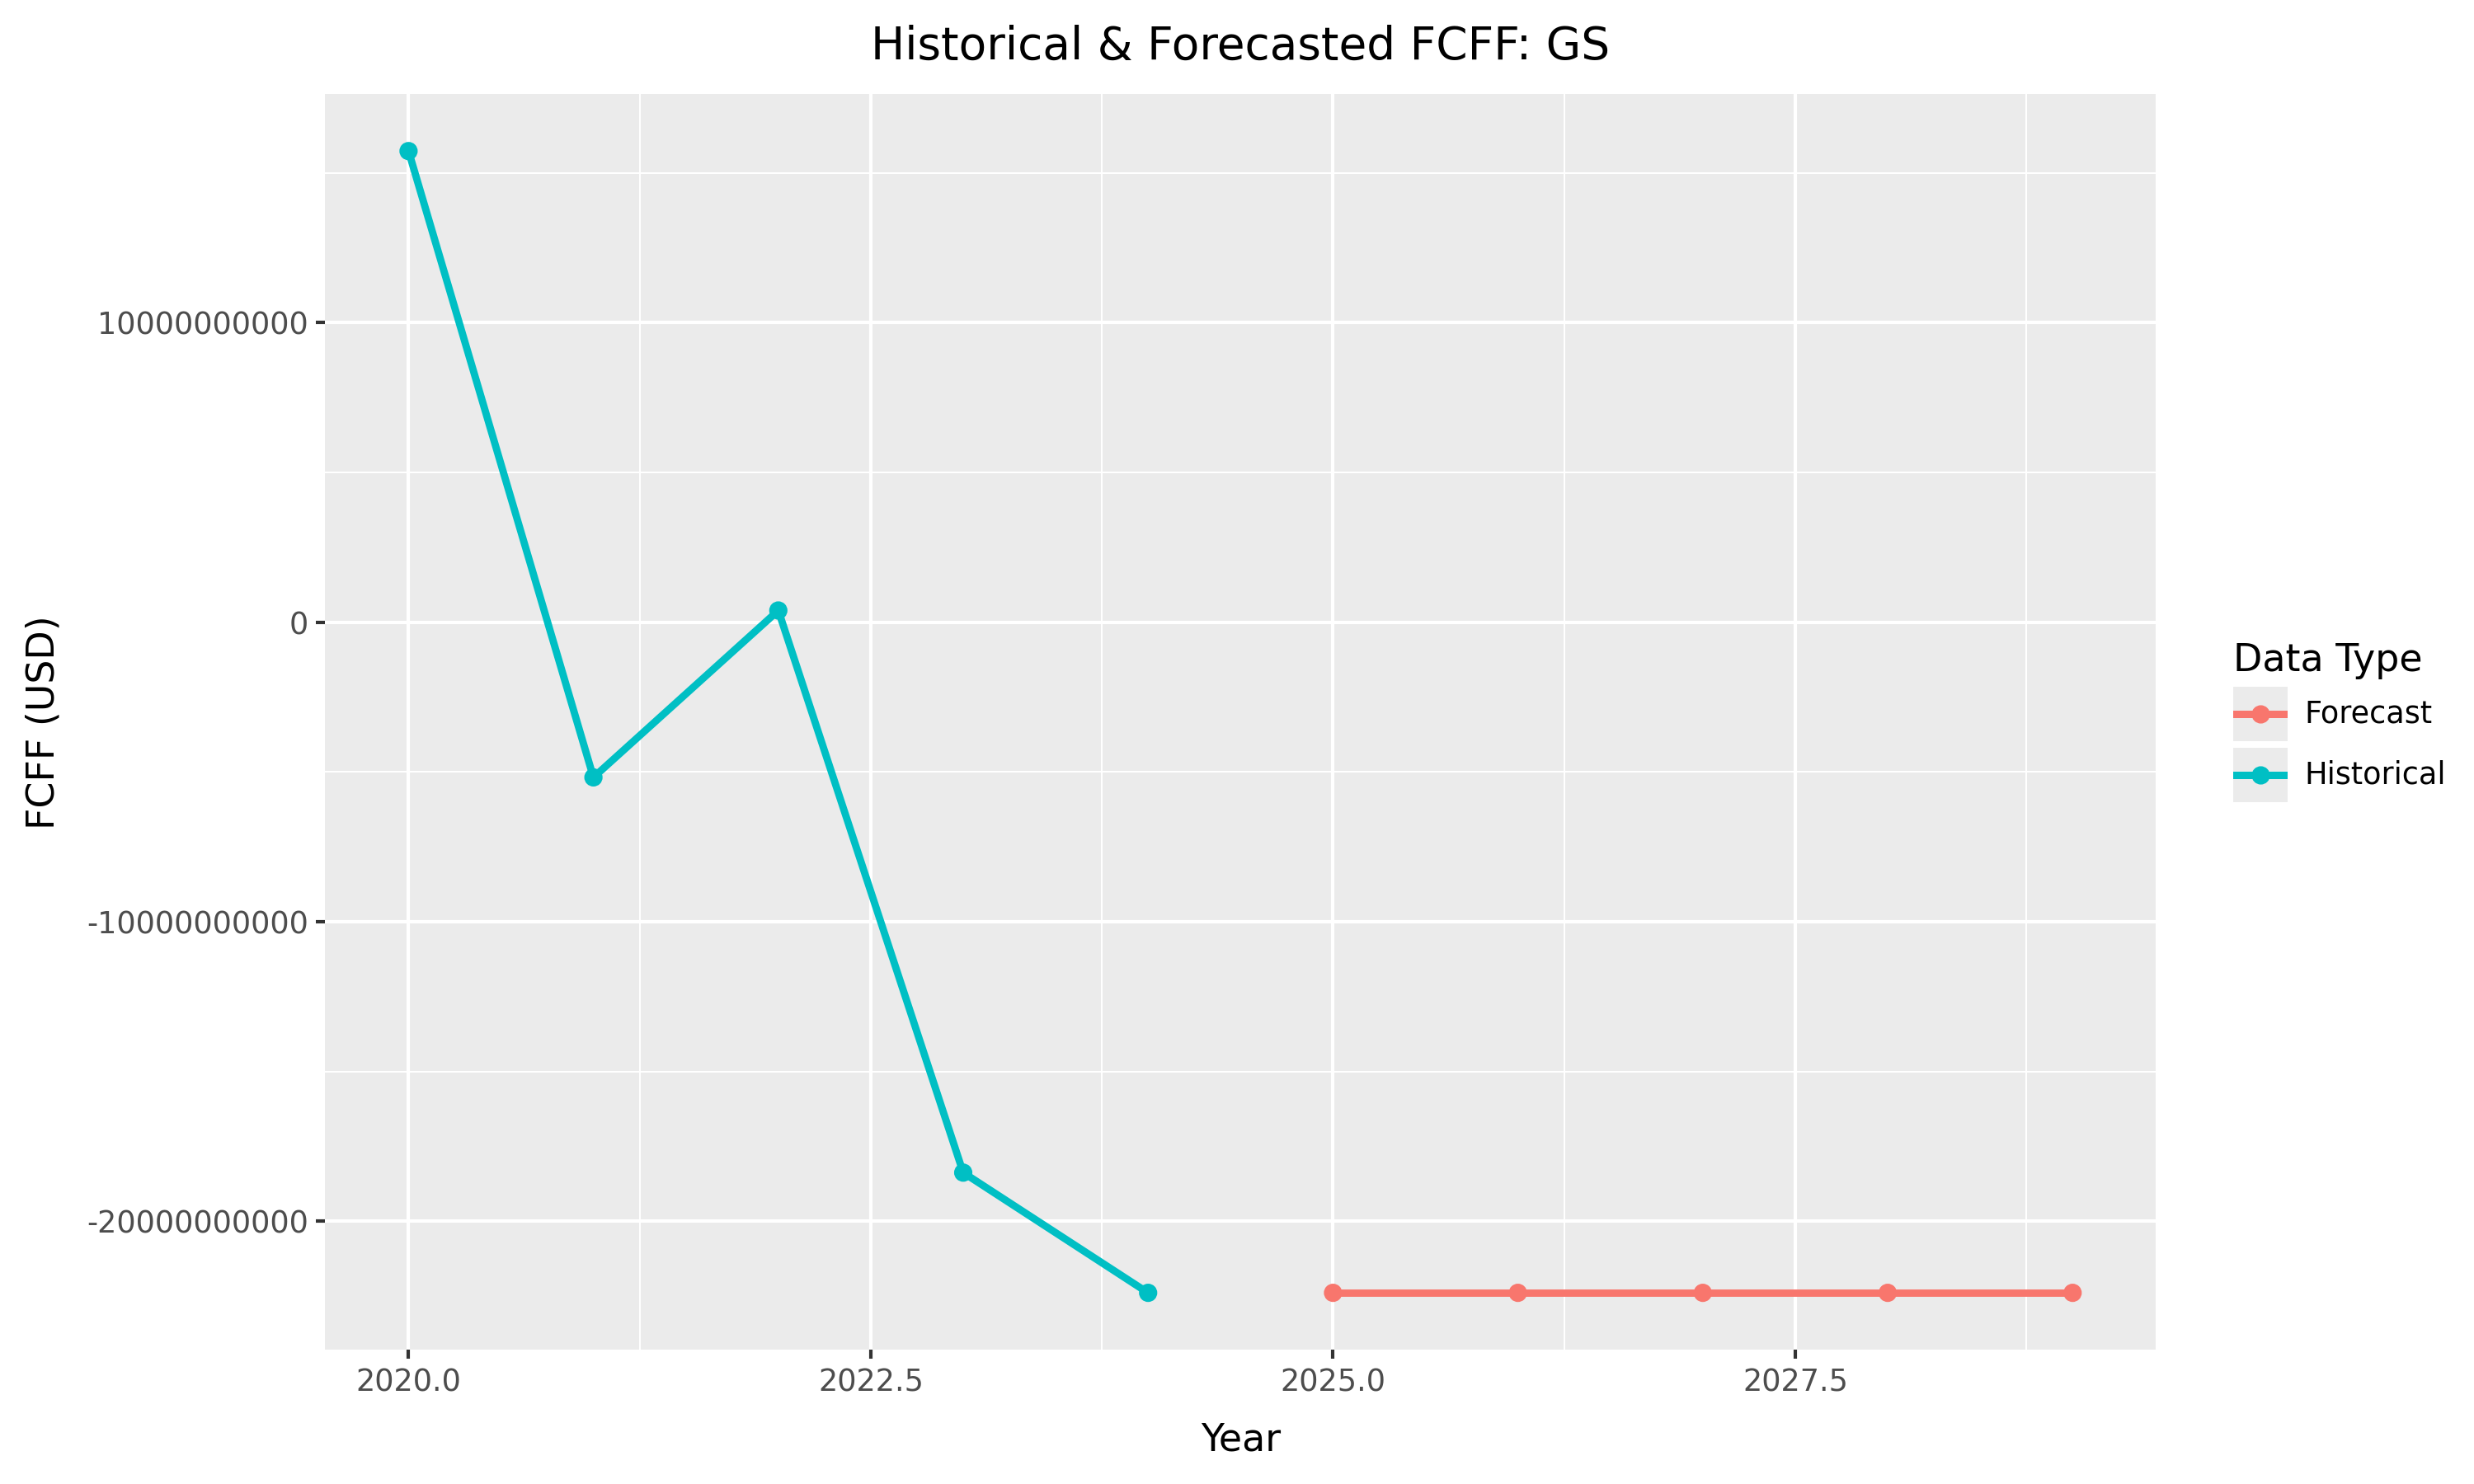 Historical & Forecasted FCFF: GS
FCFF (USD)
10000000000
0
-10000000000
-20000000000
2020.0
2022.5
2025.0
2027.5
Year
Data Type
Forecast
Historical